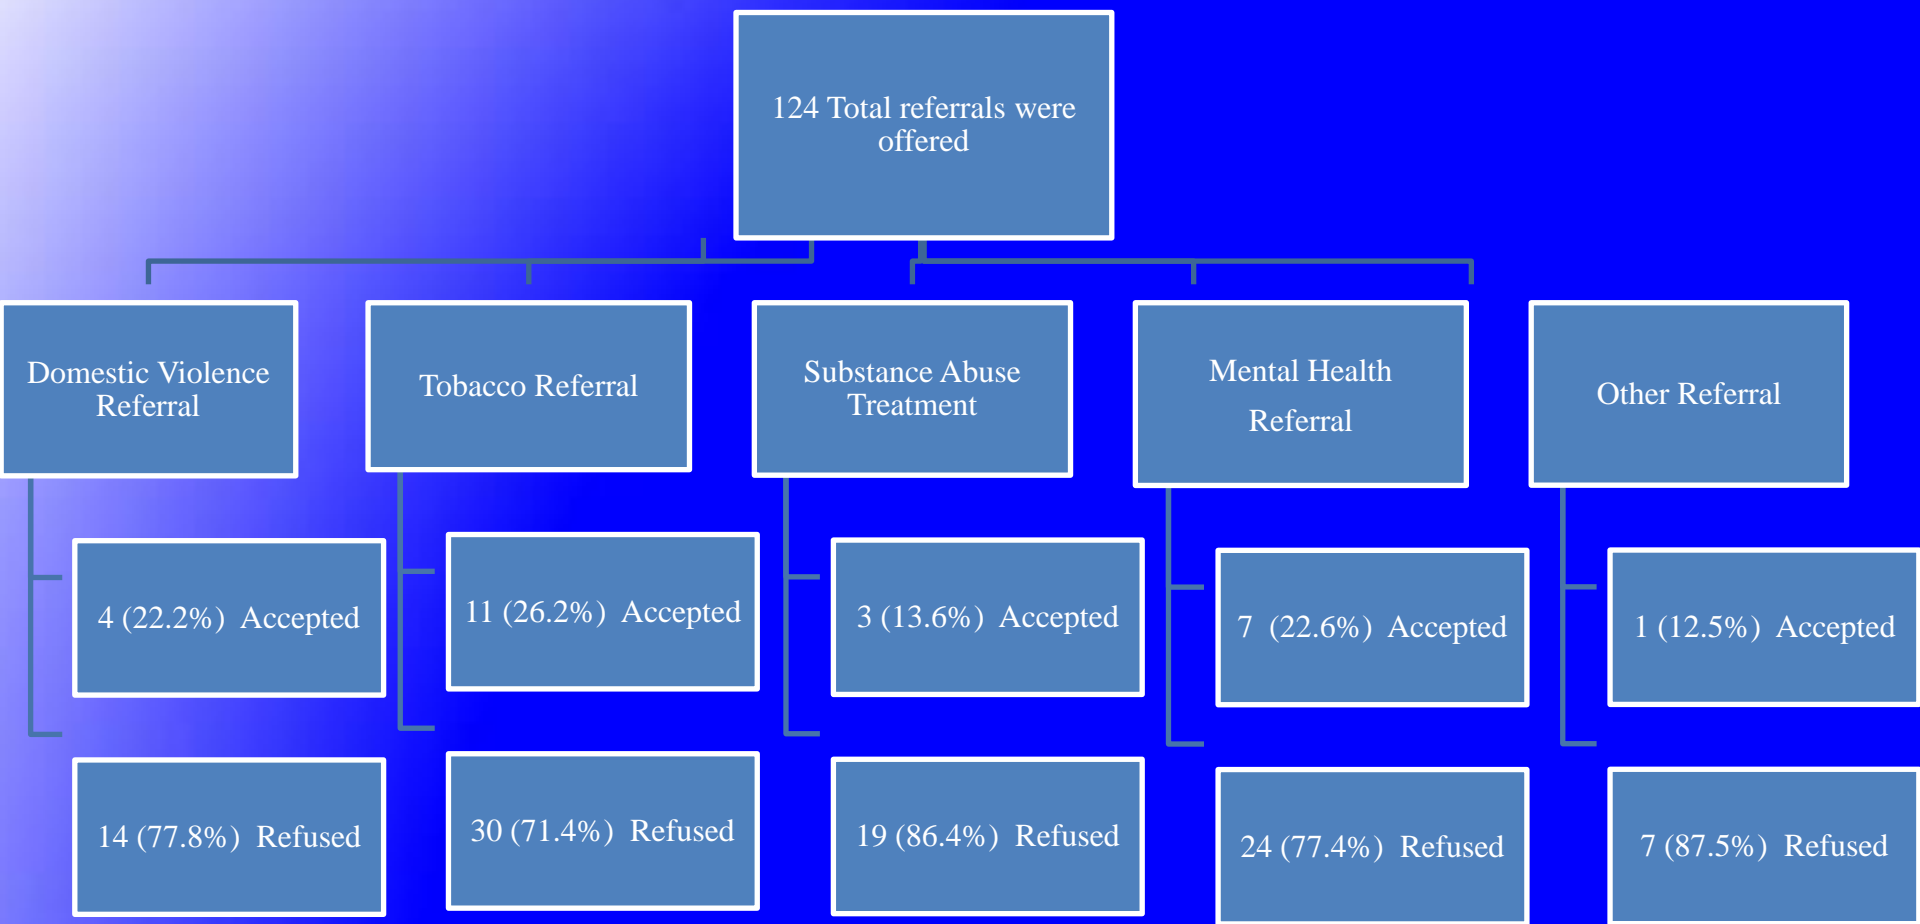 124 Total referrals were
offered
Domestic Violence
Referral
Tobacco Referral
Substance Abuse
Treatment
Mental Health
Referral
Other Referral
4 (22.2%) Accepted
11 (26.2%) Accepted
3 (13.6%) Accepted
7 (22.6%) Accepted
1 (12.5%) Accepted
14 (77.8%) Refused
30 (71.4%) Refused
19 (86.4%) Refused
24 (77.4%) Refused
7 (87.5%) Refused